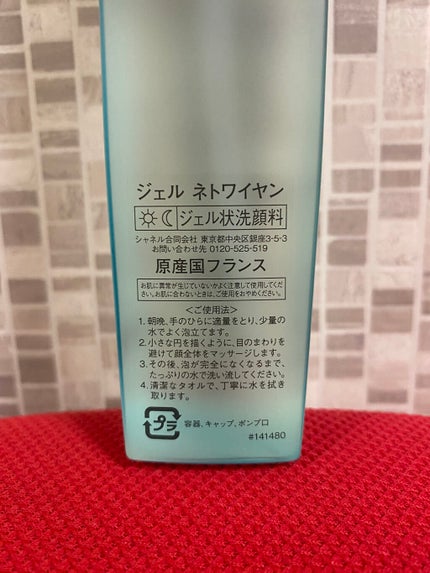 ジェル ネトワイヤン
ジェル状洗顔料
シャネル合同会社 東京都中央区銀座3-5-3
お問い合わせ先 0120-525-519
原産国フランス
お肌に異常が生じていないかよく注意して使用してくだ
さい。お肌に合わないときは、ご使用をおやめください。
<ご使用法>
1. 朝晩、手のひらに適量をとり、少量の
水でよく泡立てます。
2. 小さな円を描くように、目のまわりを
避けて顔全体をマッサージします。
3. その後、泡が完全になくなるまで、
たっぷりの水で洗い流してください。
4. 清潔なタオルで、丁寧に水を拭き
取ります。
プラ 容器、キャップ、ポンプロ
#141480